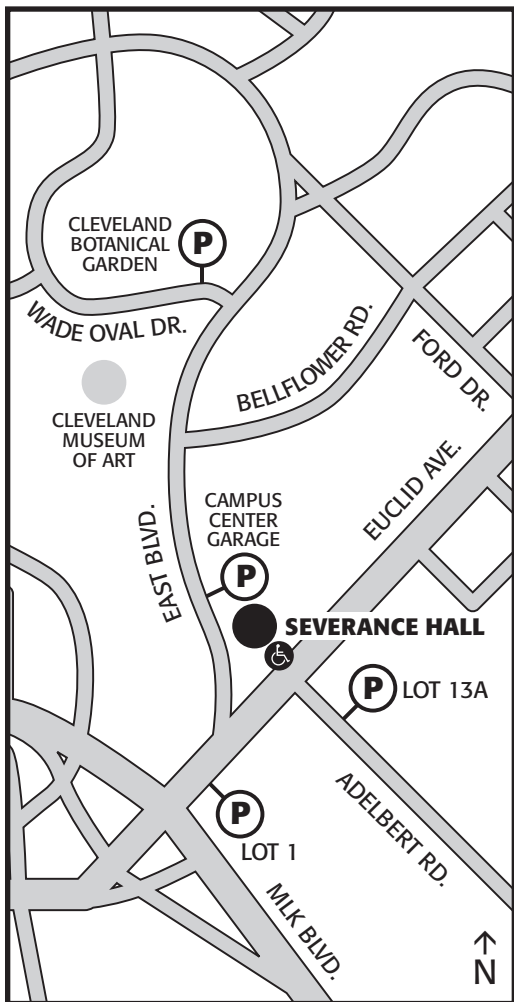 CLEVELAND
BOTANICAL
GARDEN
P
WADE OVAL DR.
BELLFLOWER RD.
FORD DR.
CLEVELAND
MUSEUM
OF ART
EUCLID AVE.
EAST BLVD.
CAMPUS
CENTER
GARAGE
P
SEVERANCE HALL
P LOT 13A
ADELBERT RD.
P
LOT 1
MLK BLVD.
N